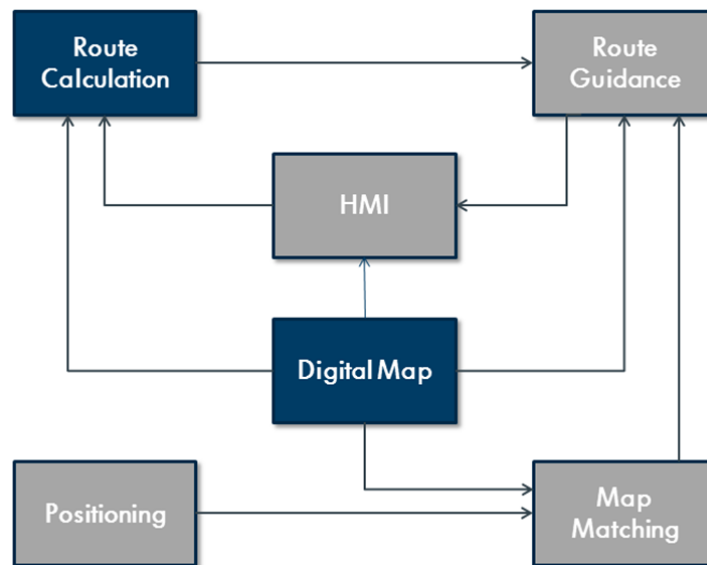 Route
Calculation
Route
Guidance
HMI
Digital Map
Positioning
Map
Matching